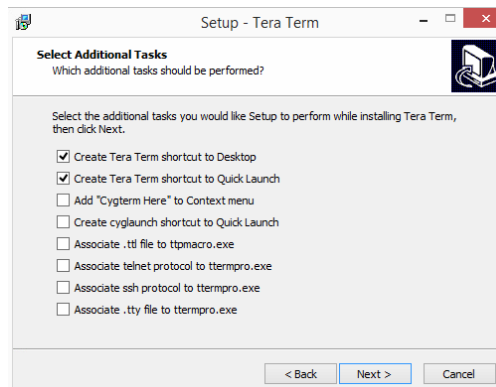 Setup - Tera Term
Select Additional Tasks
Which additional tasks should be performed?
Select the additional tasks you would like Setup to perform while installing Tera Term,
then click Next.
Create Tera Term shortcut to Desktop
Create Tera Term shortcut to Quick Launch
Add "Cygterm Here" to Context menu
Create cyglaunch shortcut to Quick Launch
Associate .ttl file to ttpmacro.exe
Associate telnet protocol to ttermpro.exe
Associate ssh protocol to ttermpro.exe
Associate .tty file to ttermpro.exe
< Back Next > Cancel